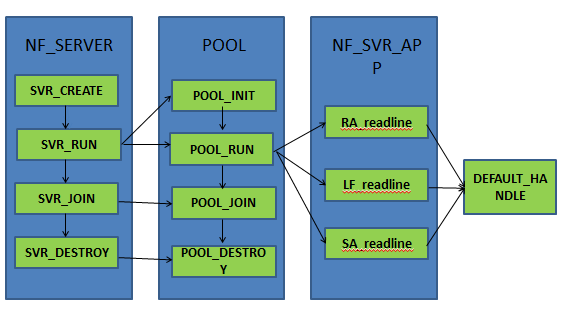 NF_SERVER
SVR_CREATE
SVR_RUN
SVR_JOIN
SVR_DESTROY
POOL
POOL_INIT
POOL_RUN
POOL_JOIN
POOL_DESTRO
Y
NF_SVR_AP
P
RA_readline
LF_readline
SA_readline
DEFAULT_HA
NDLE